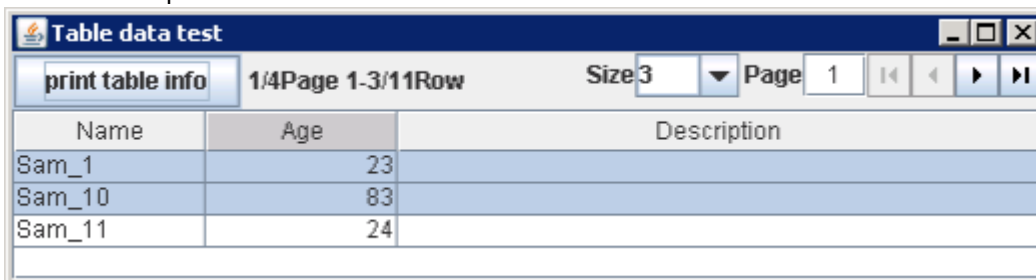 Table data test
print table info 1/4Page 1-3/11Row Size 3 Page 1
Name Age Description
Sam_1 23
Sam_10 83
Sam_11 24